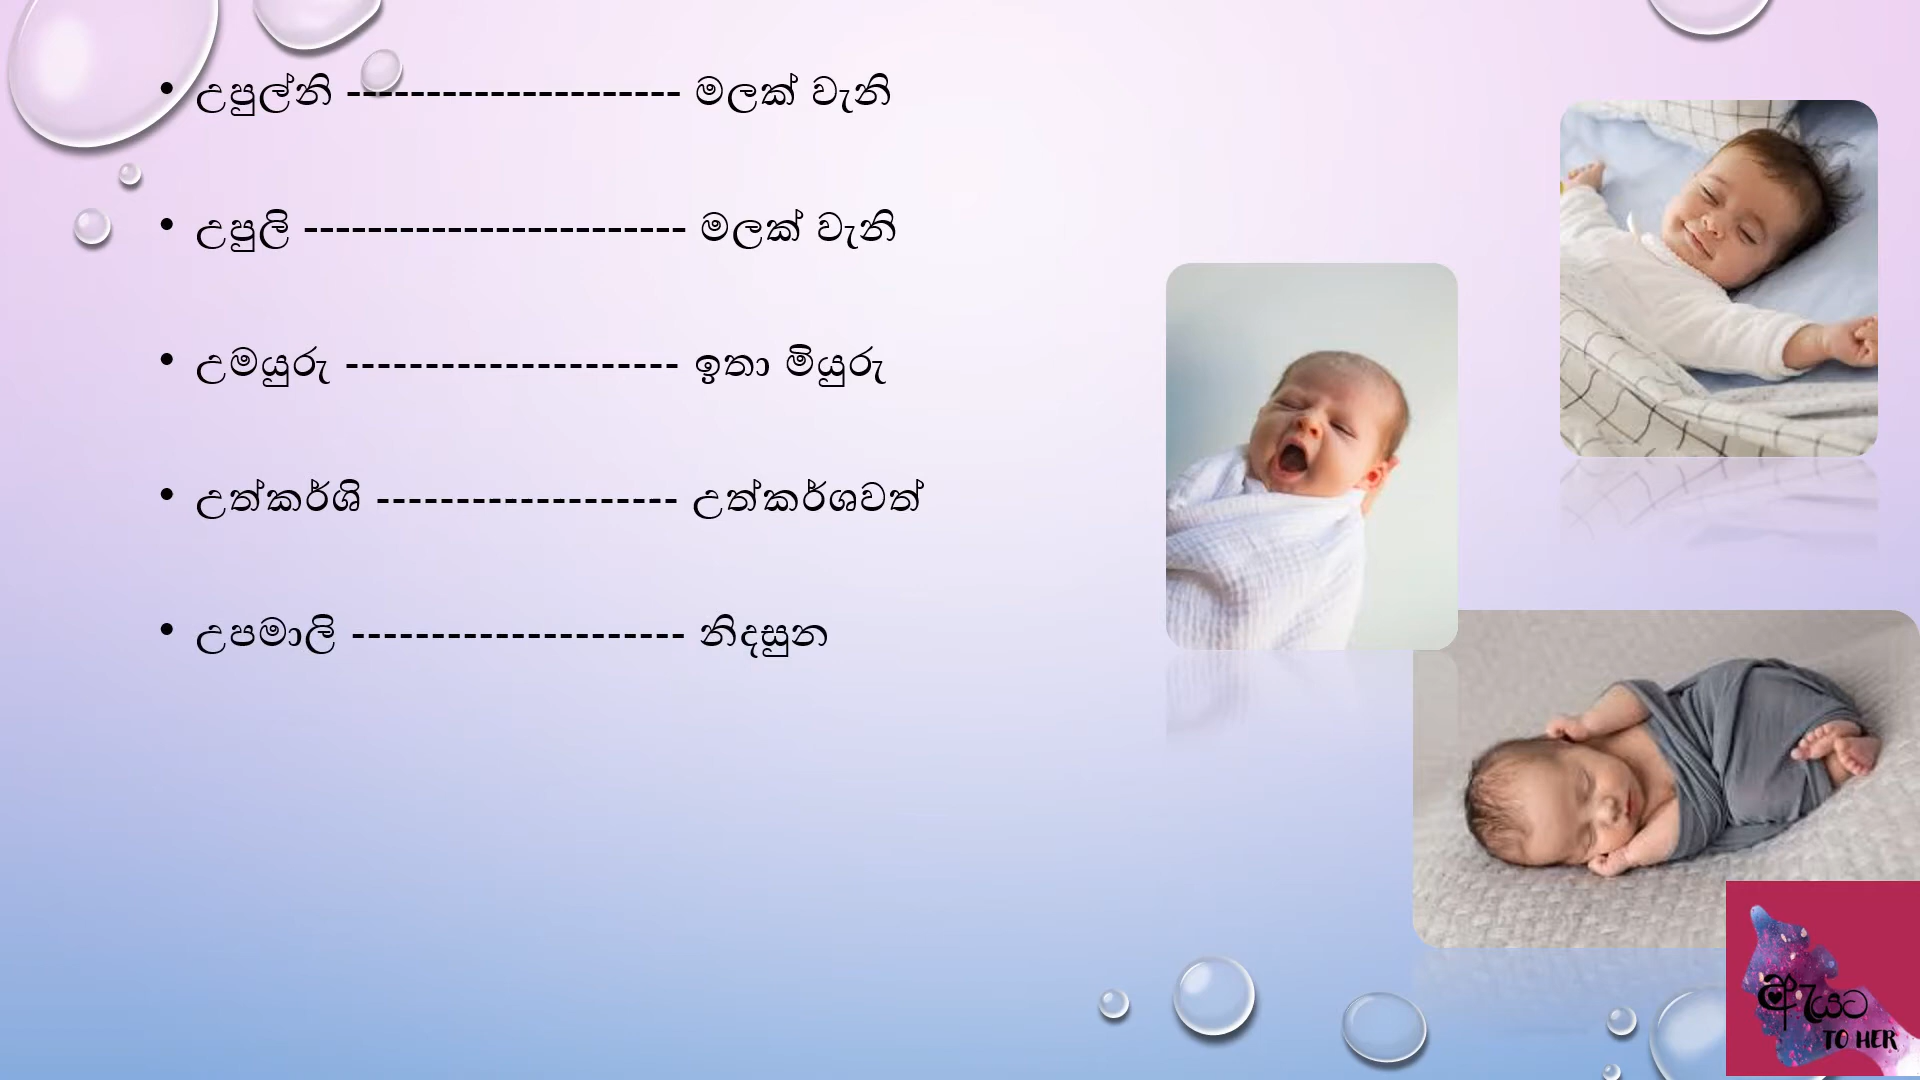 • උපුල්නි --------------------- මලක් වැනි
• උපුලි ------------------------ මලක් වැනි
• උමයුරු --------------------- ඉතා මියුරු
• උත්කර්ශි ------------------- උත්කර්ශවත්
• උපමාලි --------------------- නිදසුන
ඇයට
TO HER